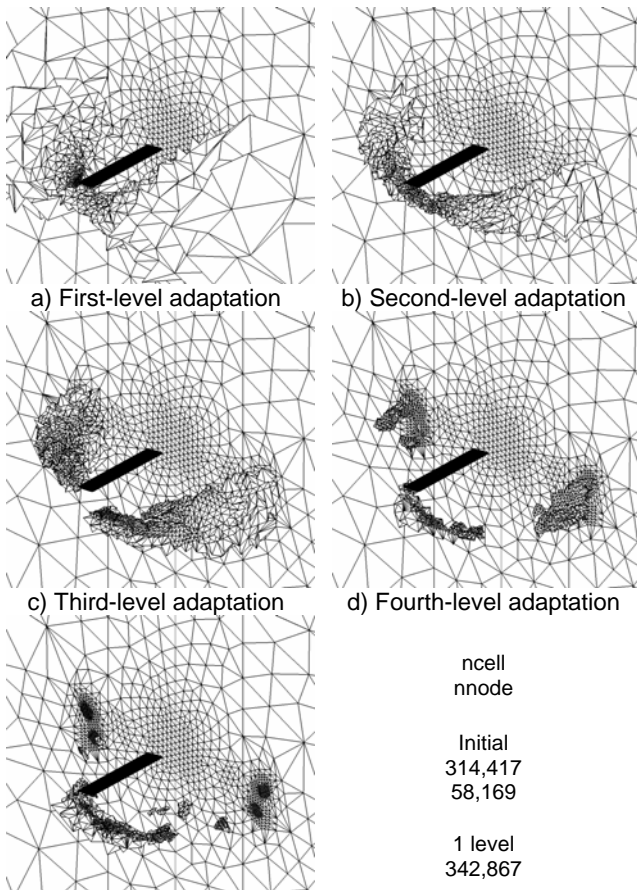 a) First-level adaptation
b) Second-level adaptation
c) Third-level adaptation
d) Fourth-level adaptation
ncell
nnode
Initial
314,417
58,169
1 level
342,867